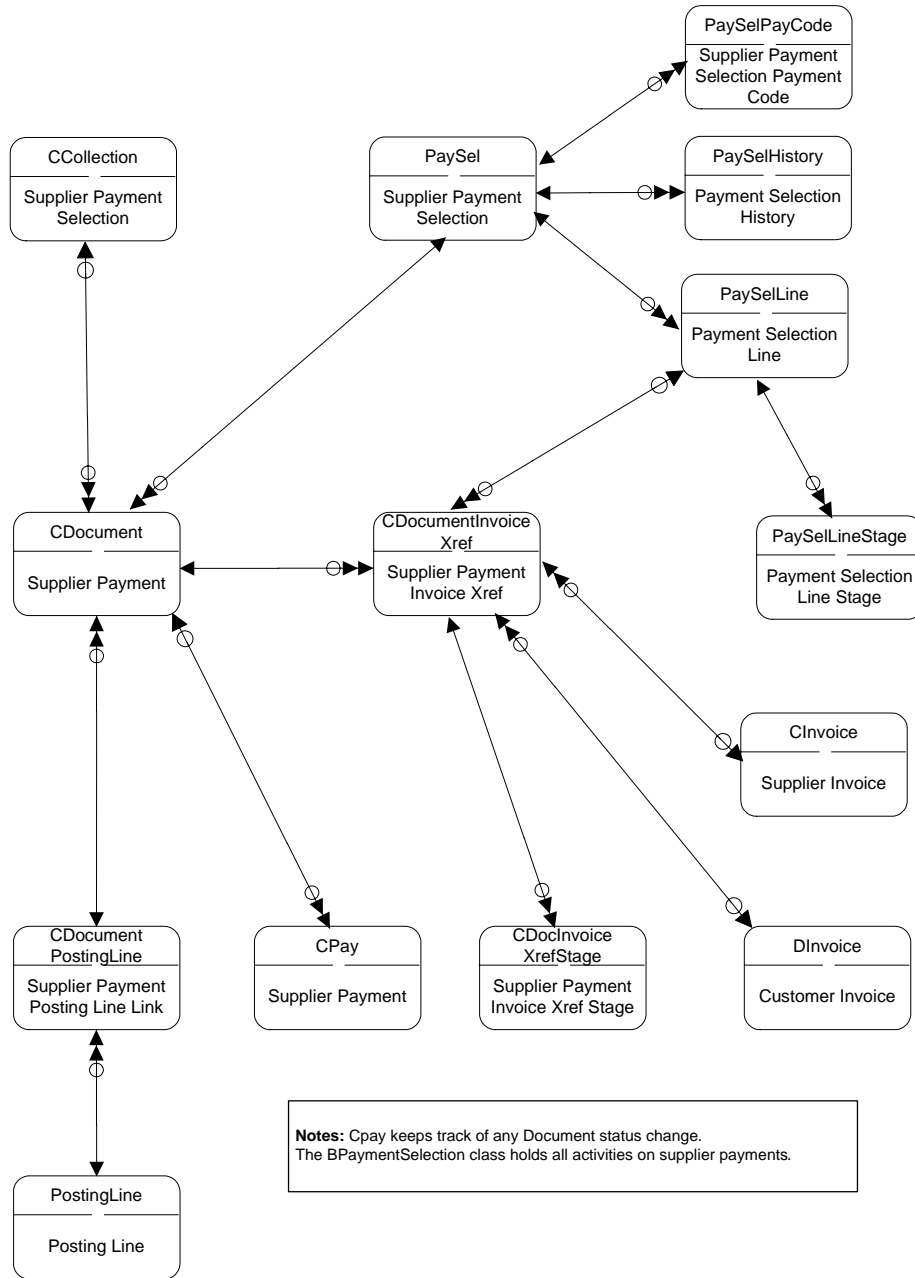 PaySelPayCode
Supplier Payment
Selection Payment
Code
CCollection
Supplier Payment
Selection
PaySel
Supplier Payment
Selection
PaySelHistory
Payment Selection
History
PaySelLine
Payment Selection
Line
CDocument
Supplier Payment
CDocumentInvoice
Xref
Supplier Payment
Invoice Xref
PaySelLineStage
Payment Selection
Line Stage
CInvoice
Supplier Invoice
CDocument
PostingLine
Supplier Payment
Posting Line Link
CPay
Supplier Payment
CDocInvoice
XrefStage
Supplier Payment
Invoice Xref Stage
DInvoice
Customer Invoice
Notes: Cpay keeps track of any Document status change.
The BPaymentSelection class holds all activities on supplier payments.
PostingLine
Posting Line